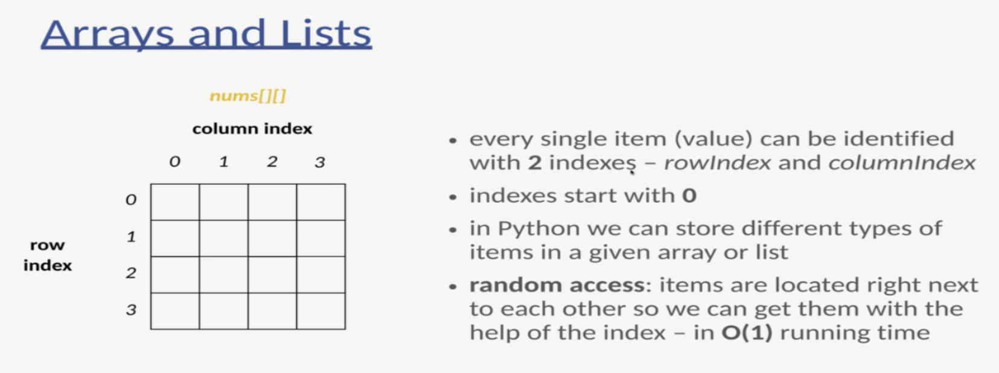 Arrays and Lists
nums[][]
column index
0 1 2 3
0
1
row
index
2
3
• every single item (value) can be identified
with 2 indexes – rowIndex and columnIndex
• indexes start with 0
• in Python we can store different types of
items in a given array or list
• random access: items are located right next
to each other so we can get them with the
help of the index – in O(1) running time